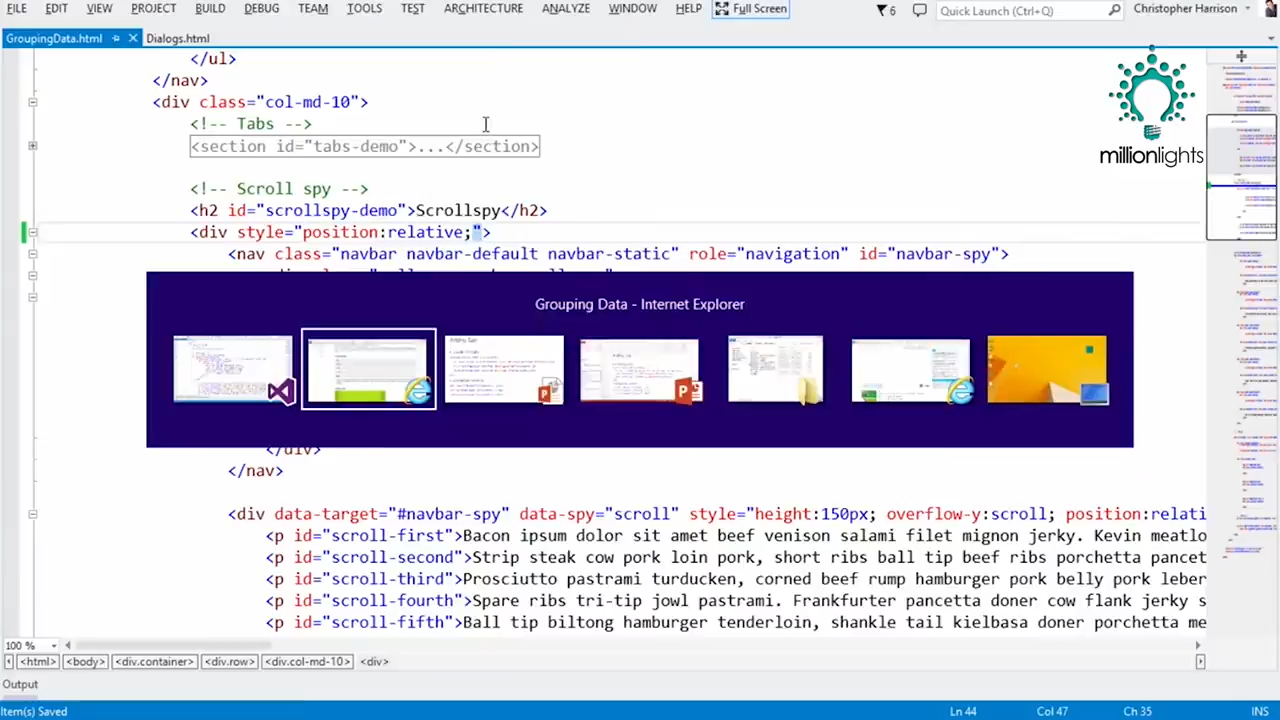 FILE EDIT VIEW PROJECT BUILD DEBUG TEAM TOOLS TEST ARCHITECTURE ANALYZE WINDOW HELP Full Screen 6 Quick Launch (Ctrl+Q) Christopher Harrison
GroupingData.html Dialogs.html
</ul>
</nav>
<div class="col-md-10">
<!-- Tabs -->
<section id="tabs-demo">...</section>
millionlights
<!-- Scroll spy -->
<h2 id="scrollspy-demo">Scrollspy</h2>
<div style="position:relative;">
<nav class="navbar navbar-default navbar-static" role="navigation" id="navbar-spy">
Grouping Data - Internet Explorer
</div>
</nav>
<div data-target="#navbar-spy" data-spy="scroll" style="height:150px; overflow-y:scroll; position:relati
<p id="scroll-first">Bacon ipsum dolor sit amet beef venison salami filet mignon jerky. Kevin meatlo
<p id="scroll-second">Strip steak cow pork loin pork, short ribs ball tip beef ribs porchetta pancet
<p id="scroll-third">Prosciutto pastrami turducken, corned beef rump hamburger pork belly pork leber
<p id="scroll-fourth">Spare ribs tri-tip jowl pastrami. Frankfurter pancetta doner cow flank jerky s
<p id="scroll-fifth">Ball tip biltong hamburger tenderloin, shankle tail kielbasa doner porchetta me
100 %
<html> <body> <div.container> <div.row> <div.col-md-10> <div>
Output
Item(s) Saved Ln 44 Col 47 Ch 35 INS